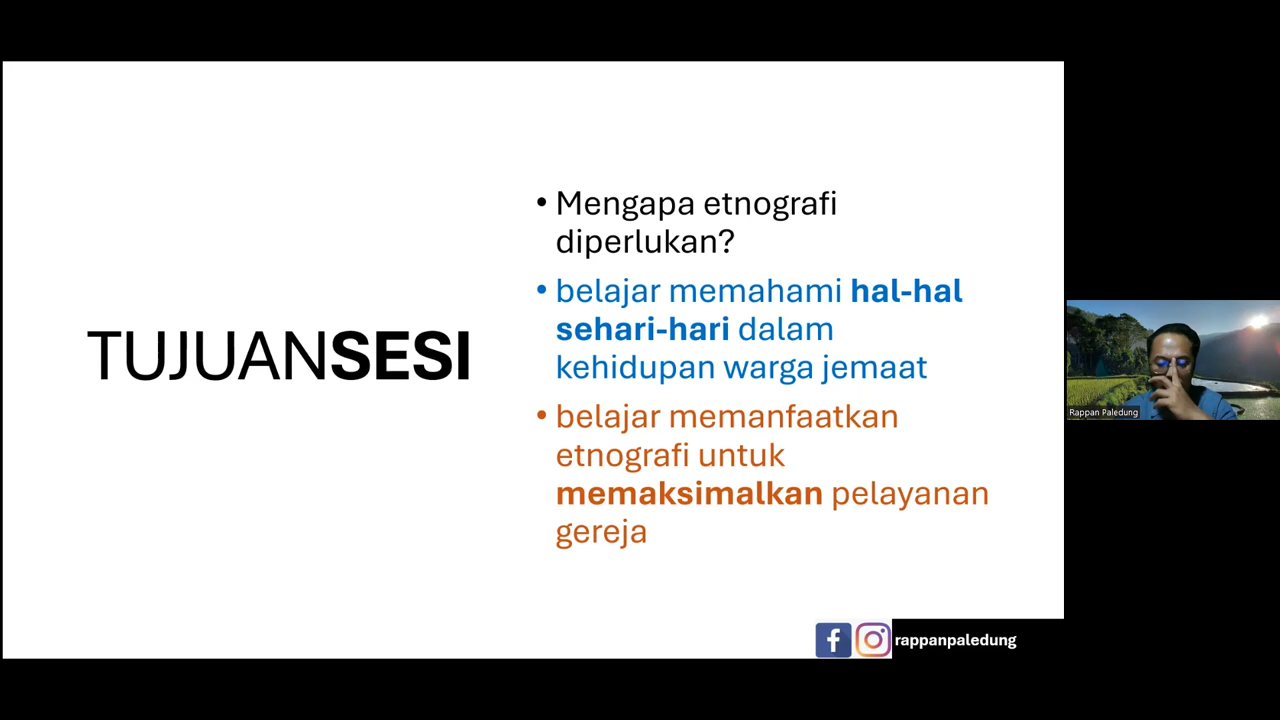 TUJUANSESI
• Mengapa etnografi
diperlukan?
• belajar memahami hal-hal
sehari-hari dalam
kehidupan warga jemaat
• belajar memanfaatkan
etnografi untuk
memaksimalkan pelayanan
gereja
rappanpaledung
Rappan Paledung